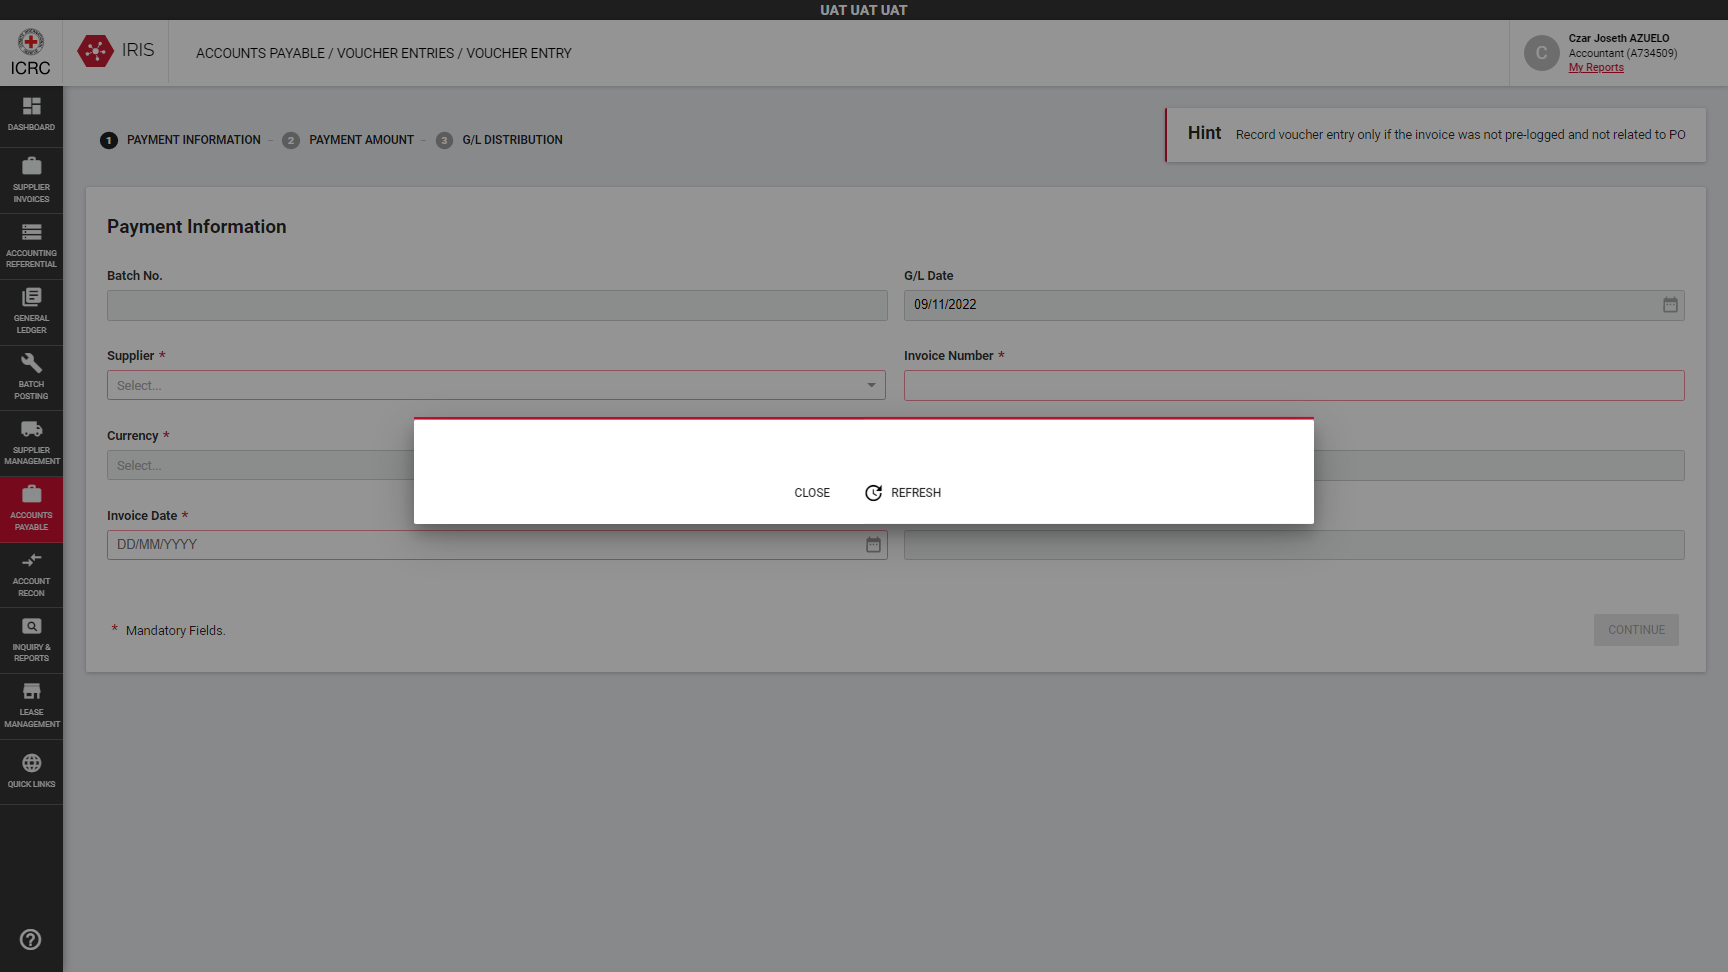 UAT UAT UAT
ICRC
IRIS
ACCOUNTS PAYABLE / VOUCHER ENTRIES / VOUCHER ENTRY
C
Czar Joseth AZUELO
Accountant (A734509)
My Reports
DASHBOARD
SUPPLIER
INVOICES
ACCOUNTING
REFERENTIAL
GENERAL
LEDGER
BATCH
POSTING
SUPPLIER
MANAGEMENT
ACCOUNTS
PAYABLE
ACCOUNT
RECON
INQUIRY &
REPORTS
LEASE
MANAGEMENT
QUICK LINKS
1 PAYMENT INFORMATION – 2 PAYMENT AMOUNT – 3 G/L DISTRIBUTION
Hint Record voucher entry only if the invoice was not pre-logged and not related to PO
Payment Information
Batch No.
G/L Date
09/11/2022
Supplier *
Select...
Invoice Number *
Currency *
Select...
CLOSE REFRESH
Invoice Date *
DD/MM/YYYY
* Mandatory Fields.
CONTINUE